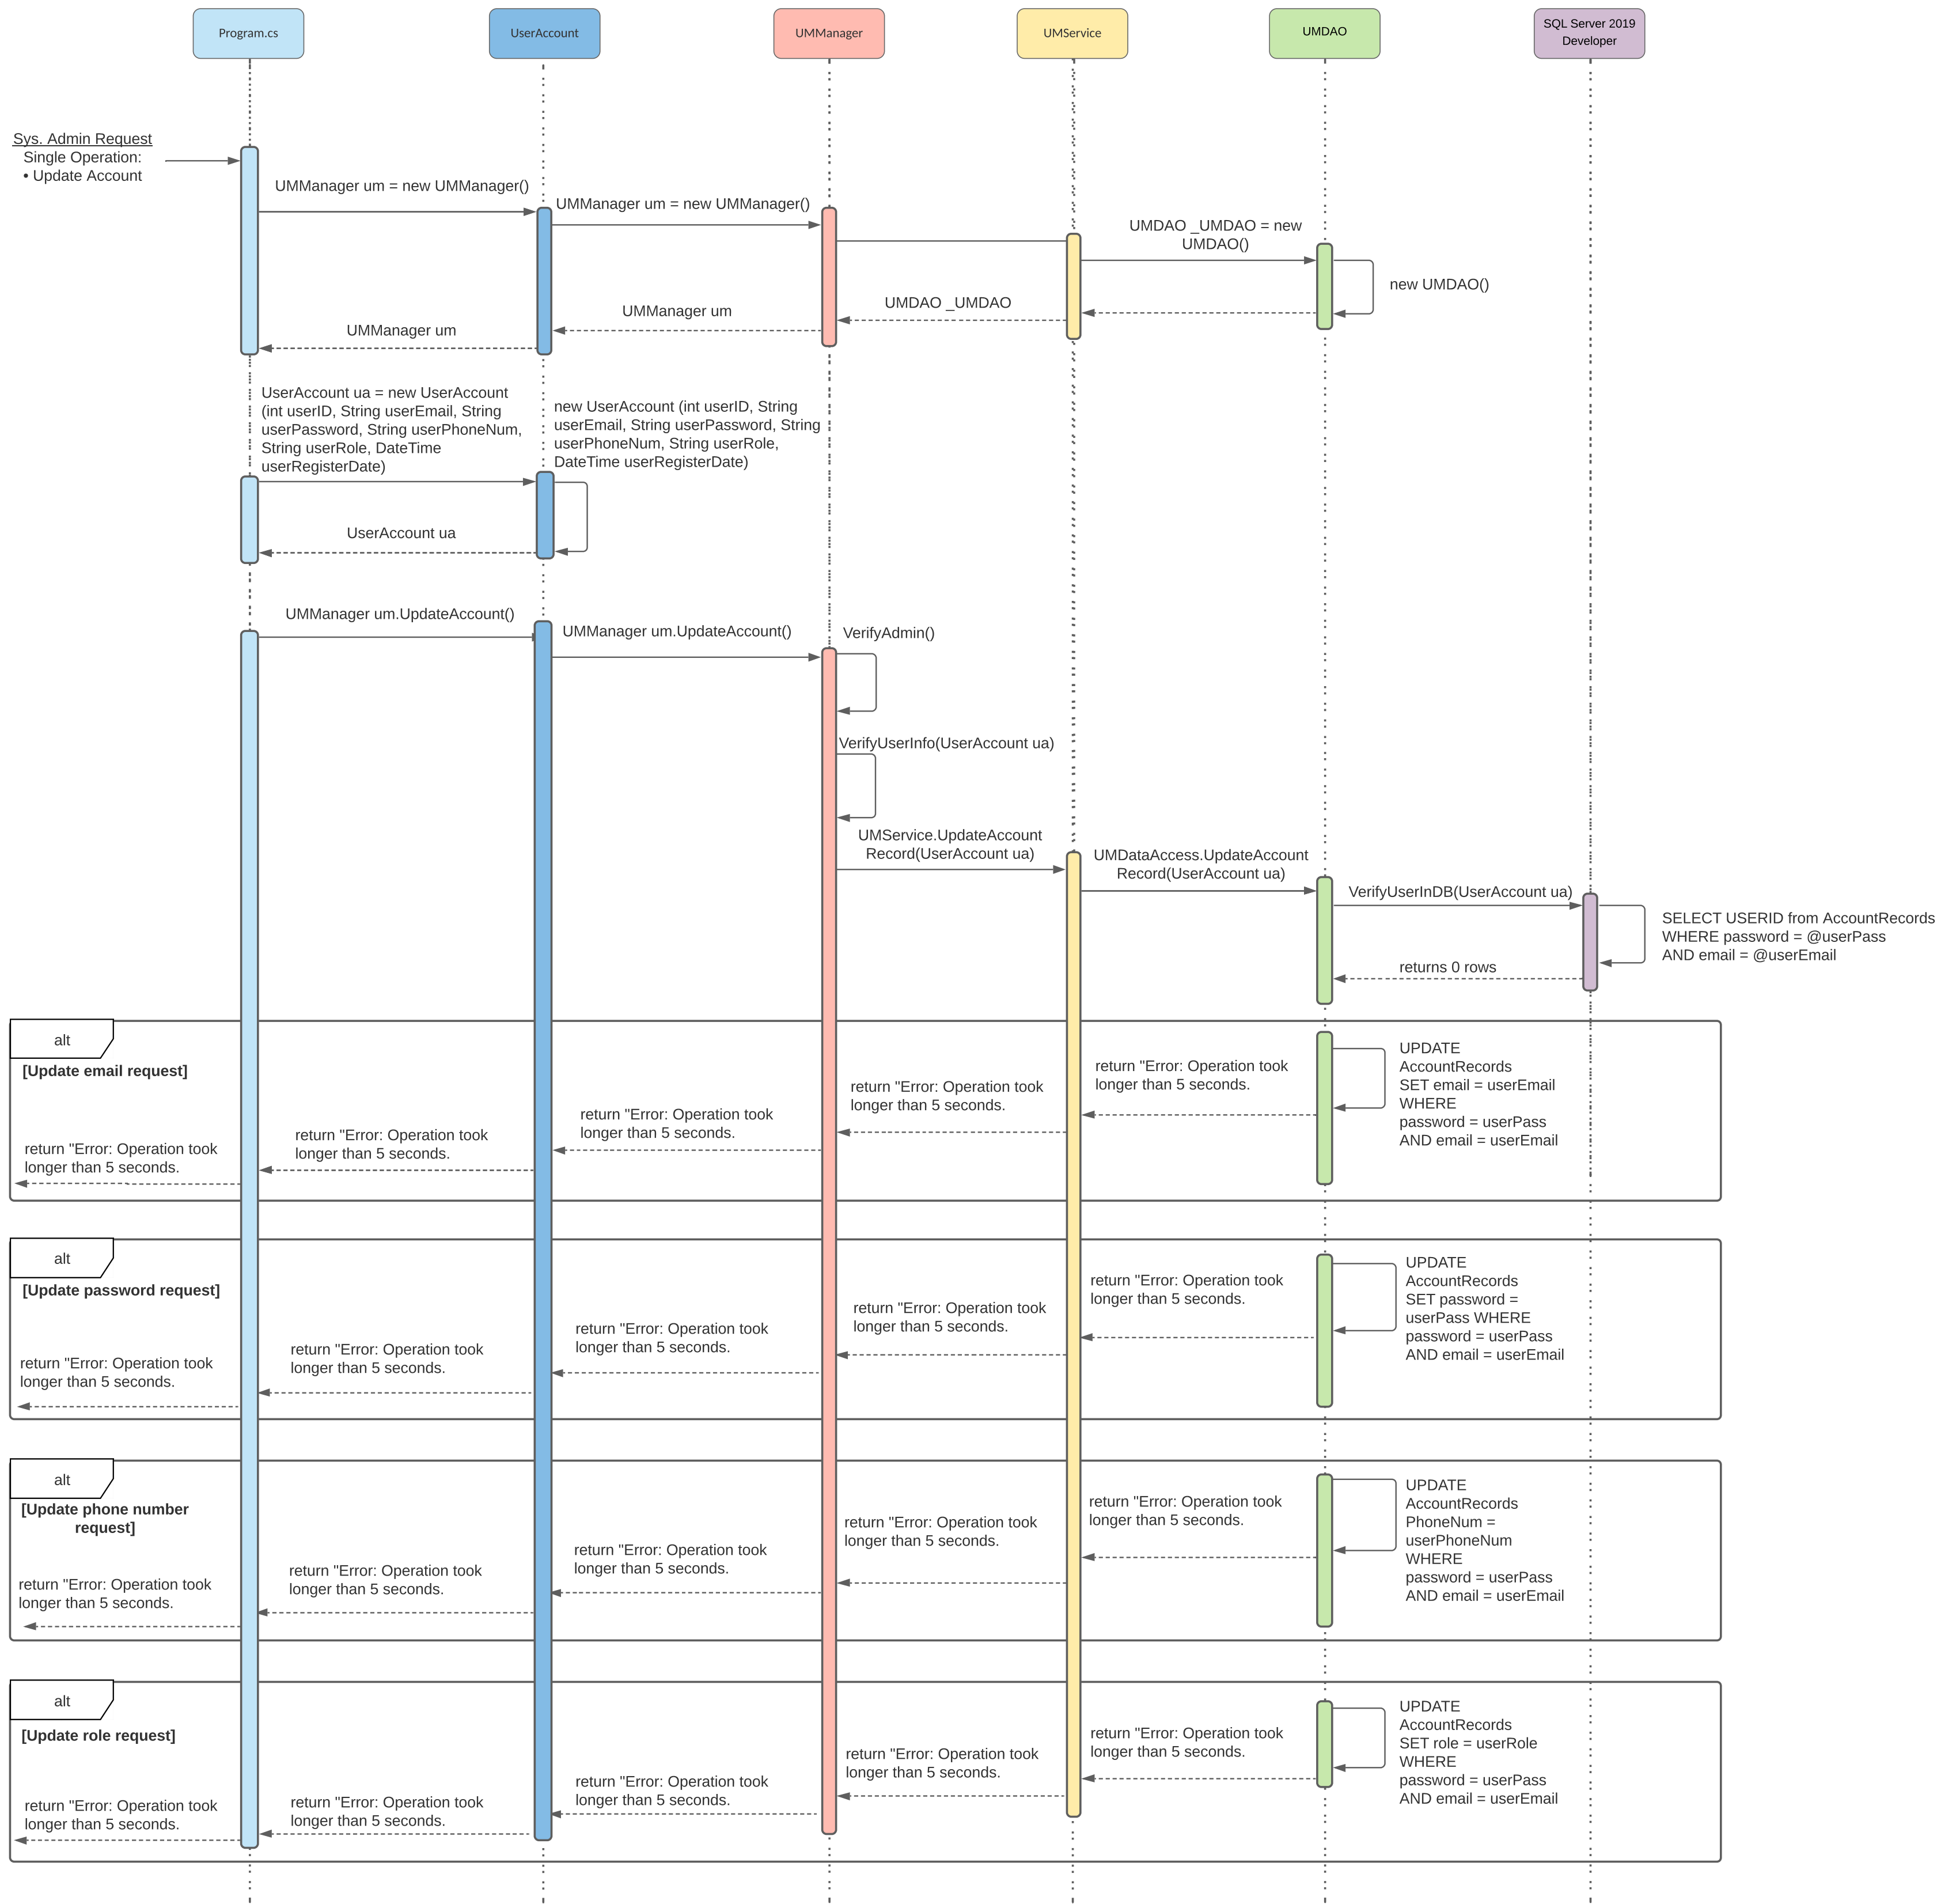 Program.cs
UserAccount
UMManager
UMService
UMDAO
SQL Server 2019
Developer
Sys. Admin Request
Single Operation:
• Update Account
UMManager um = new UMManager()
UMManager um = new UMManager()
UMDAO _UMDAO = new
UMDAO()
new UMDAO()
UMDAO _UMDAO
UMManager um
UMManager um
UserAccount ua = new UserAccount
(int userID, String userEmail, String
userPassword, String userPhoneNum,
String userRole, DateTime
userRegisterDate)
new UserAccount (int userID, String
userEmail, String userPassword, String
userPhoneNum, String userRole,
DateTime userRegisterDate)
UserAccount ua
UMManager um.UpdateAccount()
UMManager um.UpdateAccount()
VerifyAdmin()
VerifyUserInfo(UserAccount ua)
UMService.UpdateAccount
Record(UserAccount ua)
UMDataAccess.UpdateAccount
Record(UserAccount ua)
VerifyUserInDB(UserAccount ua)
SELECT USERID from AccountRecords
WHERE password = @userPass
AND email = @userEmail
returns 0 rows
alt
[Update email request]
UPDATE
AccountRecords
SET email = userEmail
WHERE
password = userPass
AND email = userEmail
return "Error: Operation took
longer than 5 seconds.
return "Error: Operation took
longer than 5 seconds.
return "Error: Operation took
longer than 5 seconds.
return "Error: Operation took
longer than 5 seconds.
return "Error: Operation took
longer than 5 seconds.
alt
[Update password request]
UPDATE
AccountRecords
SET password =
userPass WHERE
password = userPass
AND email = userEmail
return "Error: Operation took
longer than 5 seconds.
return "Error: Operation took
longer than 5 seconds.
return "Error: Operation took
longer than 5 seconds.
return "Error: Operation took
longer than 5 seconds.
return "Error: Operation took
longer than 5 seconds.
alt
[Update phone number
request]
UPDATE
AccountRecords
PhoneNum =
userPhoneNum
WHERE
password = userPass
AND email = userEmail
return "Error: Operation took
longer than 5 seconds.
return "Error: Operation took
longer than 5 seconds.
return "Error: Operation took
longer than 5 seconds.
return "Error: Operation took
longer than 5 seconds.
return "Error: Operation took
longer than 5 seconds.
alt
[Update role request]
UPDATE
AccountRecords
SET role = userRole
WHERE
password = userPass
AND email = userEmail
return "Error: Operation took
longer than 5 seconds.
return "Error: Operation took
longer than 5 seconds.
return "Error: Operation took
longer than 5 seconds.
return "Error: Operation took
longer than 5 seconds.
return "Error: Operation took
longer than 5 seconds.